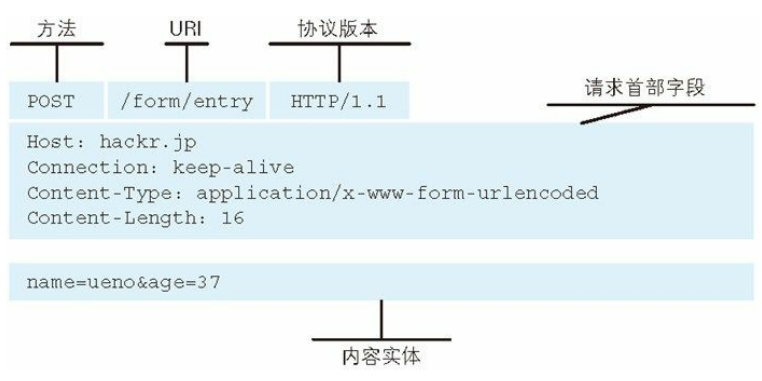 方法 URI 协议版本
请求首部字段
POST /form/entry HTTP/1.1
Host: hackr.jp
Connection: keep-alive
Content-Type: application/x-www-form-urlencoded
Content-Length: 16
name=ueno&age=37
内容实体